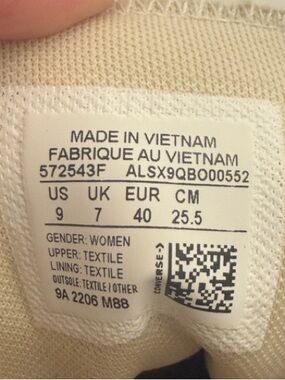 MADE IN VIETNAM
FABRIQUE AU VIETNAM
572543F ALSX9QBO00552
US UK EUR CM
9 7 40 25.5
GENDER: WOMEN
UPPER: TEXTILE
LINING: TEXTILE
OUTSOLE: TEXTILE / OTHER
9A 2206 M88
CONVERSE